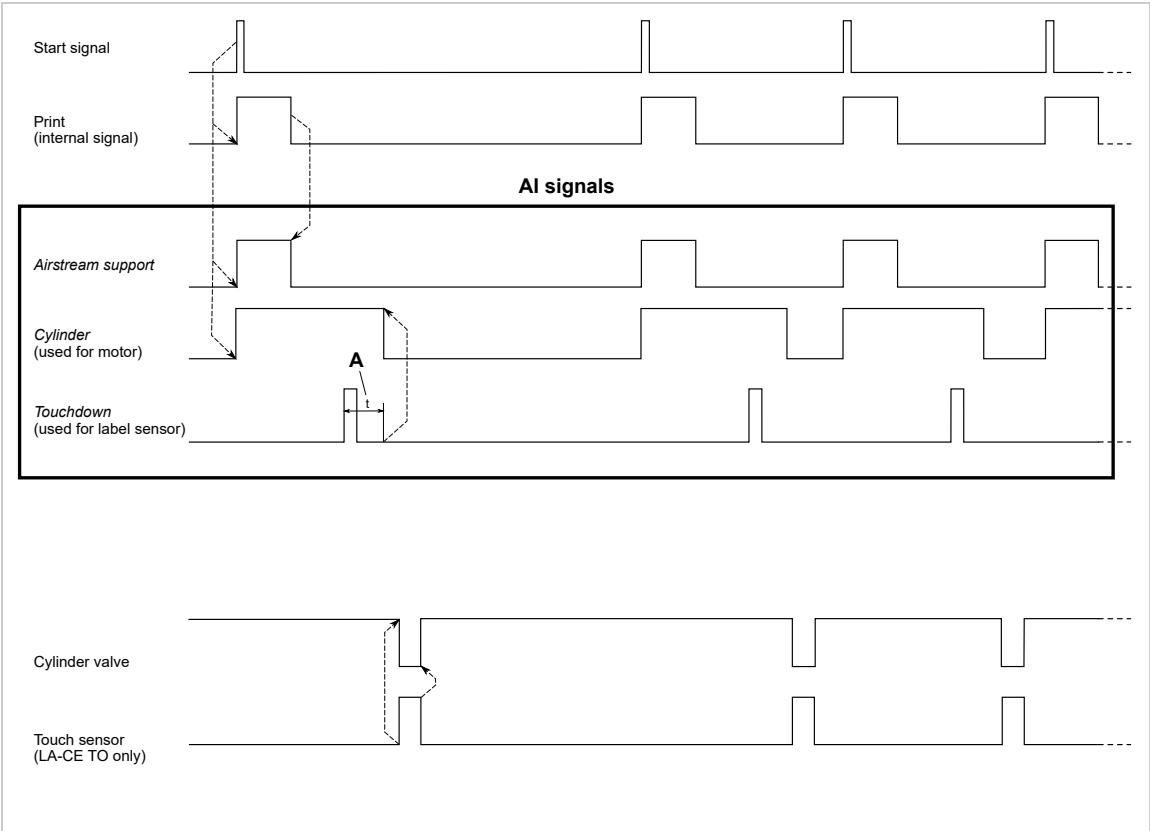 Start signal
Print
(internal signal)
AI signals
Airstream support
Cylinder
(used for motor)
A
t
Touchdown
(used for label sensor)
Cylinder valve
Touch sensor
(LA-CE TO only)